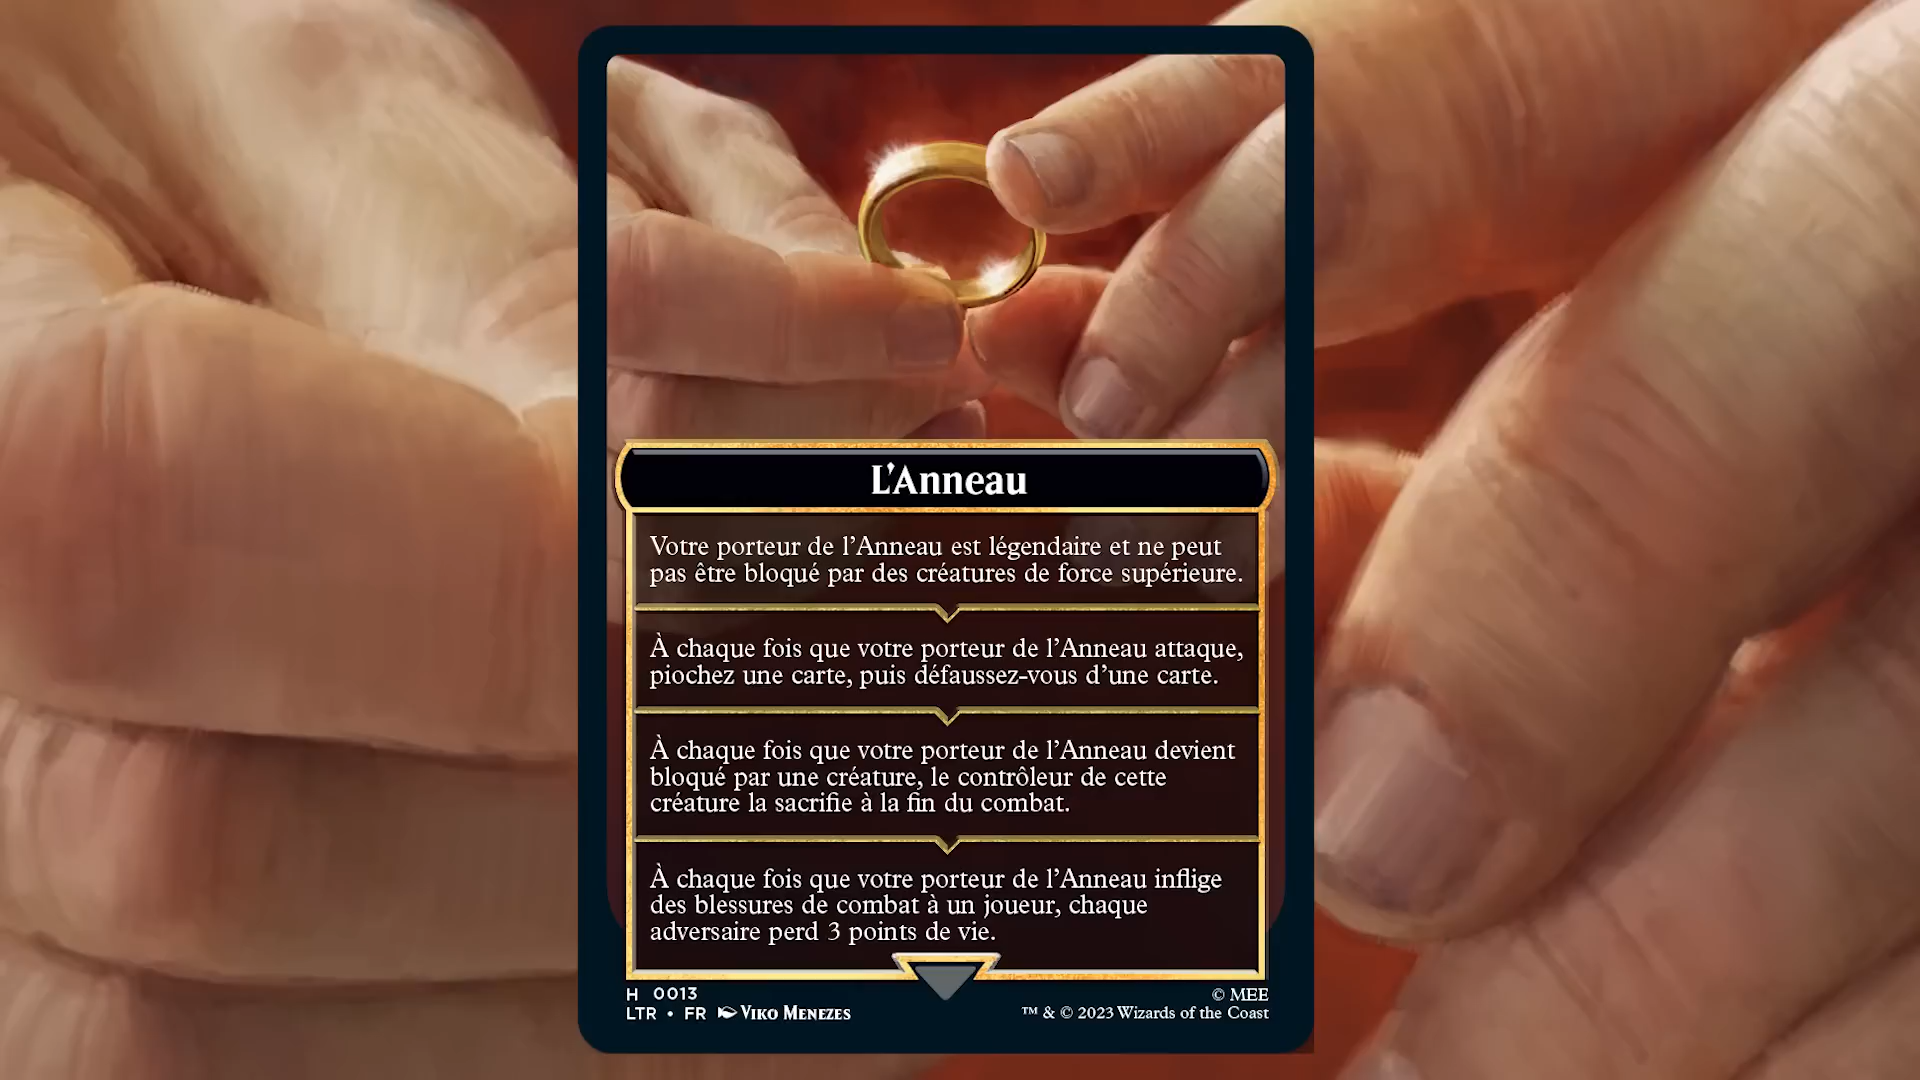 L'Anneau
Votre porteur de l'Anneau est légendaire et ne peut
pas être bloqué par des créatures de force supérieure.
À chaque fois que votre porteur de l'Anneau attaque,
piochez une carte, puis défaussez-vous d'une carte.
À chaque fois que votre porteur de l'Anneau devient
bloqué par une créature, le contrôleur de cette
créature la sacrifie à la fin du combat.
À chaque fois que votre porteur de l'Anneau inflige
des blessures de combat à un joueur, chaque
adversaire perd 3 points de vie.
H 0013
© MEE
LTR • FR Viko Menezes
™ & © 2023 Wizards of the Coast